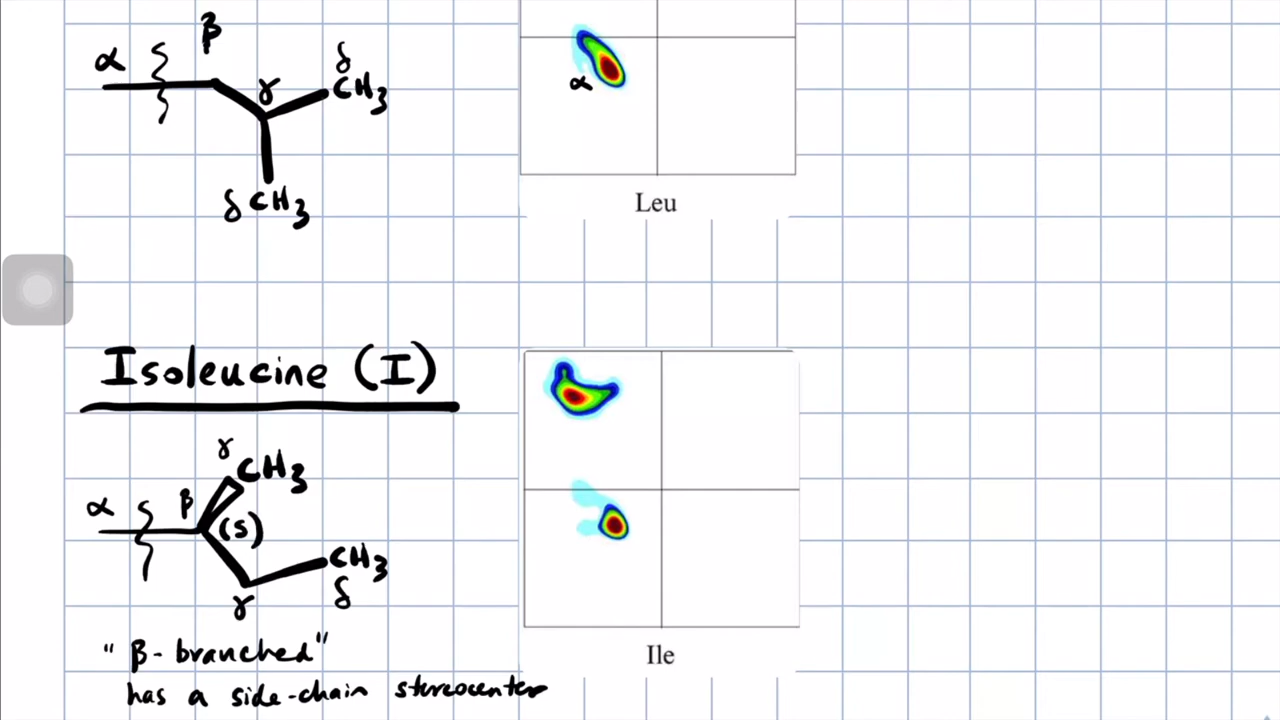 β
α
γ
δ
CH3
δ CH3
α
Leu
Isoleucine (I)
γ
CH3
α
β
(S)
CH3
δ
γ
Ile
"β-branched"
has a side-chain stereocenter